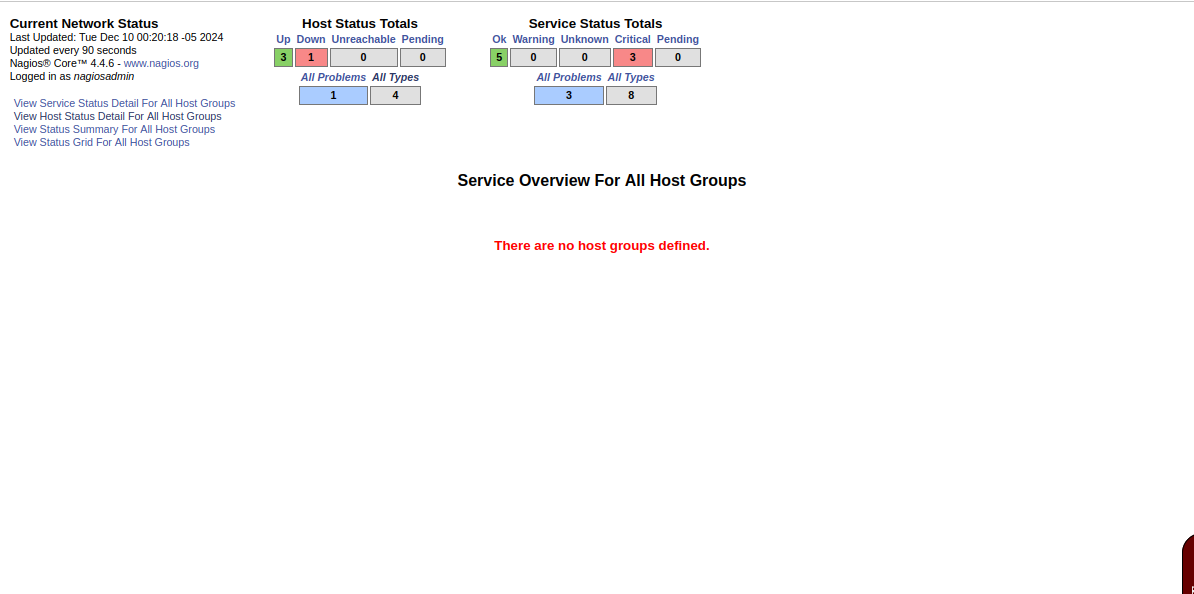 Current Network Status
Last Updated: Tue Dec 10 00:20:18 -05 2024
Updated every 90 seconds
Nagios® Core™ 4.4.6 - www.nagios.org
Logged in as nagiosadmin
View Service Status Detail For All Host Groups
View Host Status Detail For All Host Groups
View Status Summary For All Host Groups
View Status Grid For All Host Groups
Host Status Totals
Up Down Unreachable Pending
3 1 0 0
All Problems All Types
1 4
Service Status Totals
Ok Warning Unknown Critical Pending
5 0 0 3 0
All Problems All Types
3 8
Service Overview For All Host Groups
There are no host groups defined.